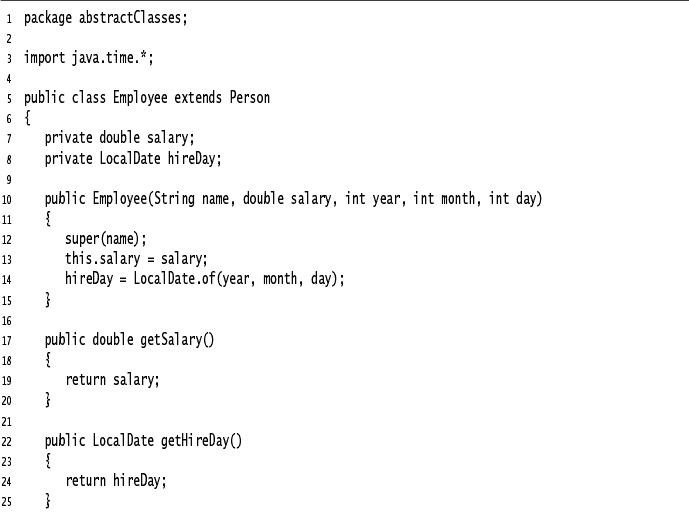 1 package abstractClasses;
2
3 import java.time.*;
4
5 public class Employee extends Person
6 {
7    private double salary;
8    private LocalDate hireDay;
9
10    public Employee(String name, double salary, int year, int month, int day)
11    {
12       super(name);
13       this.salary = salary;
14       hireDay = LocalDate.of(year, month, day);
15    }
16
17    public double getSalary()
18    {
19       return salary;
20    }
21
22    public LocalDate getHireDay()
23    {
24       return hireDay;
25    }